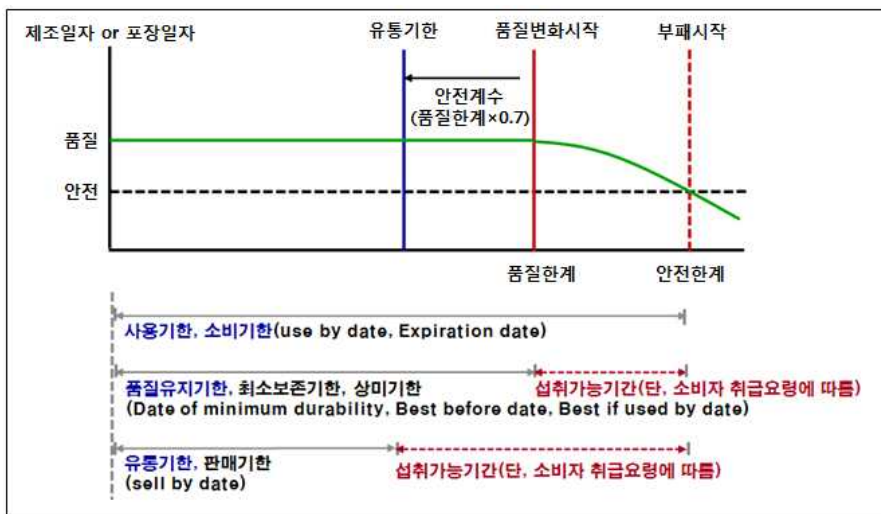 제조일자 or 포장일자
유통기한
품질변화시작
부패시작
안전계수
(품질한계×0.7)
품질
안전
품질한계
안전한계
사용기한, 소비기한(use by date, Expiration date)
품질유지기한, 최소보존기한, 상미기한
섭취가능기간(단, 소비자 취급요령에 따름)
(Date of minimum durability, Best before date, Best if used by date)
유통기한, 판매기한
섭취가능기간(단, 소비자 취급요령에 따름)
(sell by date)